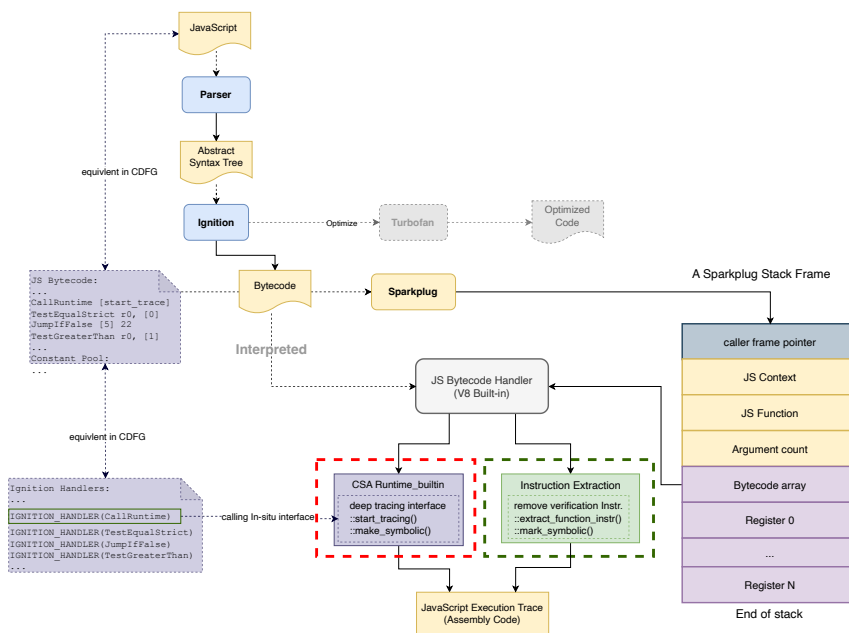 JavaScript
Parser
equivlent in CDFG
Abstract
Syntax Tree
Ignition
Optimize
Turbofan
Optimized
Code
JS Bytecode:
...
CallRuntime [start_trace]
TestEqualStrict r0, [0]
JumpIfFalse [5] 22
TestGreaterThan r0, [1]
...
Constant Pool:
...
Bytecode
Sparkplug
A Sparkplug Stack Frame
Interpreted
caller frame pointer
JS Context
JS Function
Argument count
Bytecode array
Register 0
...
Register N
End of stack
JS Bytecode Handler
(V8 Built-in)
equivlent in CDFG
Ignition Handlers:
...
IGNITION_HANDLER(CallRuntime)
IGNITION_HANDLER(TestEqualStrict)
IGNITION_HANDLER(JumpIfFalse)
IGNITION_HANDLER(TestGreaterThan)
...
calling In-situ interface
CSA Runtime_builtin
deep tracing interface
::start_tracing()
::make_symbolic()
Instruction Extraction
remove verification Instr.
::extract_function_instr()
::mark_symbolic()
JavaScript Execution Trace
(Assembly Code)